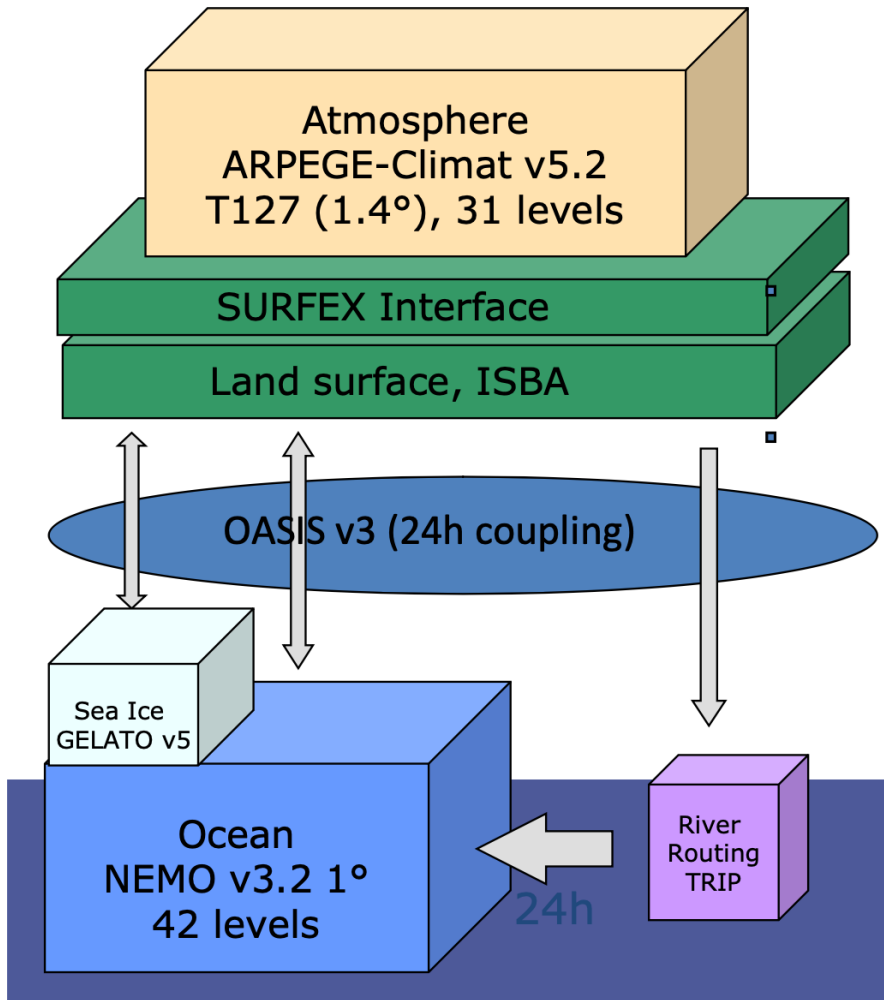 Atmosphere
ARPEGE-Climat v5.2
T127 (1.4°), 31 levels
SURFEX Interface
Land surface, ISBA
OASIS v3 (24h coupling)
Sea Ice
GELATO v5
Ocean
NEMO v3.2 1°
42 levels
River
Routing
TRIP
24h